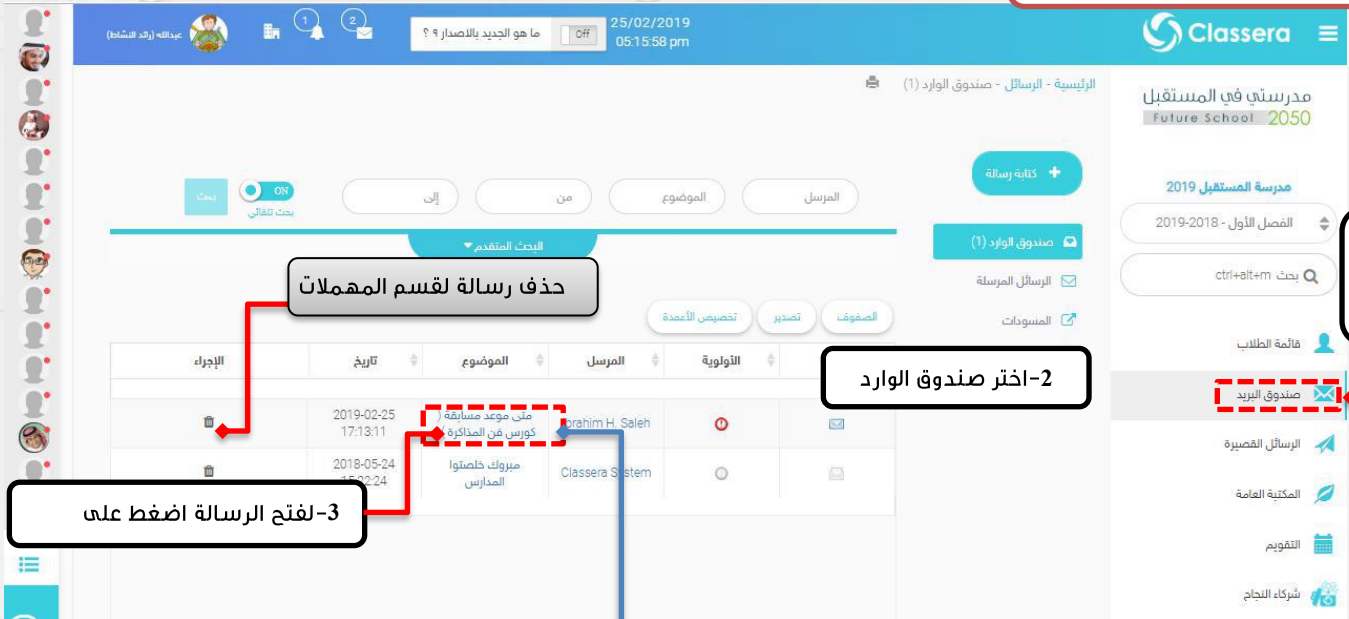 عبدالله (رائد النشاط)
1
2
ما هو الجديد بالاصدار ٩ ؟
Off
25/02/2019
05:15:58 pm
Classera
الرئيسية - الرسائل - صندوق الوارد (1)
مدرستي في المستقبل
Future School 2050
مدرسة المستقبل 2019
الفصل الأول - 2018-2019
بحث ctrl+alt+m
قائمة الطلاب
صندوق البريد
الرسائل القصيرة
المكتبة العامة
التقويم
شركاء النجاح
كتابة رسالة
صندوق الوارد (1)
الرسائل المرسلة
المسودات
المرسل
الموضوع
من
إلى
ON
بحث تلقائي
بحث
البحث المتقدم
حذف رسالة لقسم المهملات
الصفوف
تصدير
تخصيص الأعمدة
2-اختر صندوق الوارد
الأولوية
المرسل
الموضوع
تاريخ
الإجراء
Ibrahim H. Saleh
متى موعد مسابقة (
كورس فن المذاكرة )
2019-02-25
17:13:11
Classera System
مبروك خلصتوا
المدارس
2018-05-24
3-لفتح الرسالة اضغط على